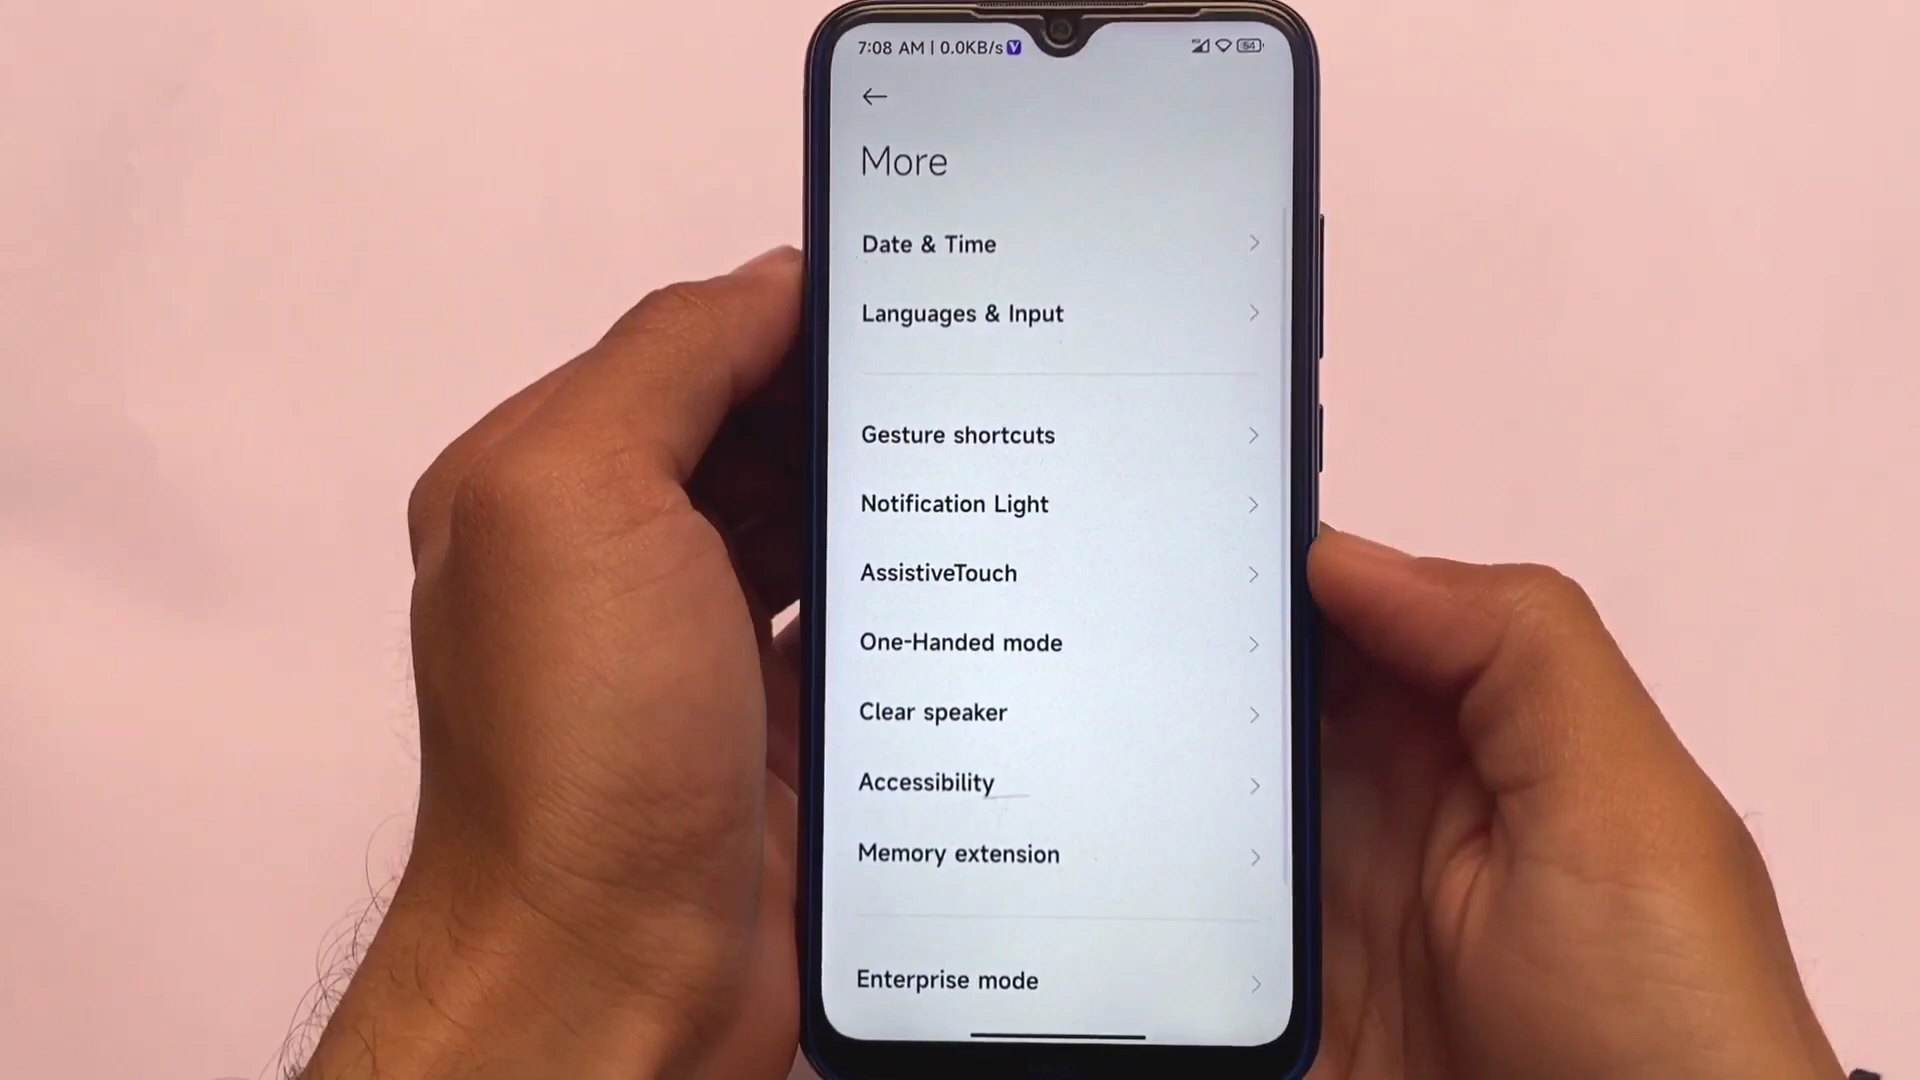 7:08 AM | 0.0KB/s V 54
More
Date & Time
Languages & Input
Gesture shortcuts
Notification Light
AssistiveTouch
One-Handed mode
Clear speaker
Accessibility
Memory extension
Enterprise mode